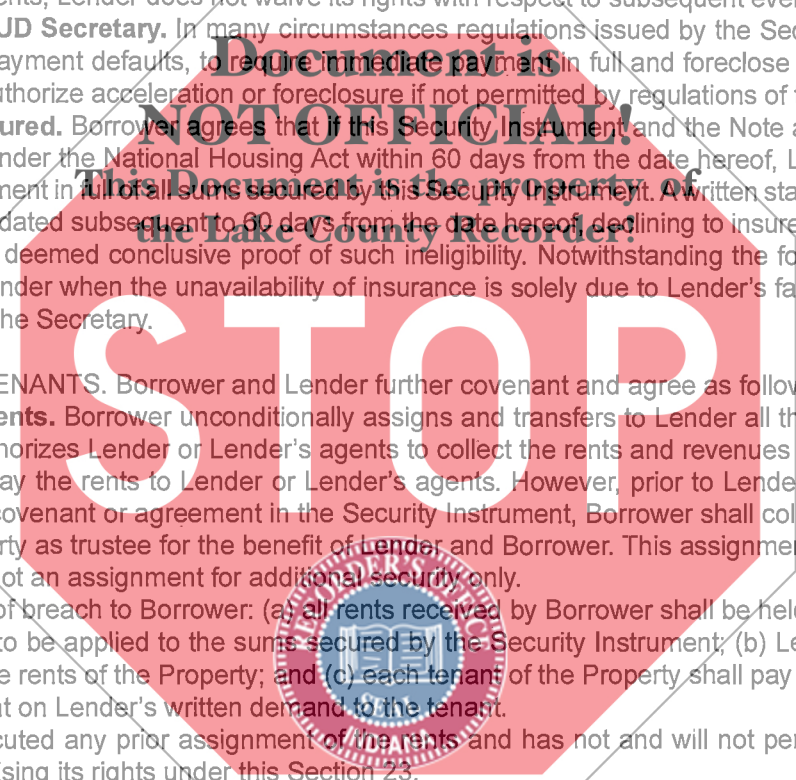 ents, Lender does not waive its rights with respect to subsequent even
UD Secretary. In many circumstances regulations issued by the Sec
ayment defaults, to require immediate payment in full and foreclose
uthorize acceleration or foreclosure if not permitted by regulations of
ured. Borrower agrees that if this Security Instrument and the Note a
nder the National Housing Act within 60 days from the date hereof, L
ment in full of all sums secured by this Security Instrument. A written sta
dated subsequent to 60 days from the date hereof, declining to insure
deemed conclusive proof of such ineligibility. Notwithstanding the fo
nder when the unavailability of insurance is solely due to Lender's fa
he Secretary.
Document is
NOT OFFICIAL!
This Document is the property of
the Lake County Recorder!
STOP
ENANTS. Borrower and Lender further covenant and agree as follow
ents. Borrower unconditionally assigns and transfers to Lender all th
horizes Lender or Lender's agents to collect the rents and revenues
ay the rents to Lender or Lender's agents. However, prior to Lende
covenant or agreement in the Security Instrument, Borrower shall col
rty as trustee for the benefit of Lender and Borrower. This assignmen
ot an assignment for additional security only.
of breach to Borrower: (a) all rents received by Borrower shall be held
to be applied to the sums secured by the Security Instrument; (b) Le
e rents of the Property; and (c) each tenant of the Property shall pay
t on Lender's written demand to the tenant.
cuted any prior assignment of the rents and has not and will not per
ising its rights under this Section 23.
RECORDER'S OFFICE
SEAL
INDIANA